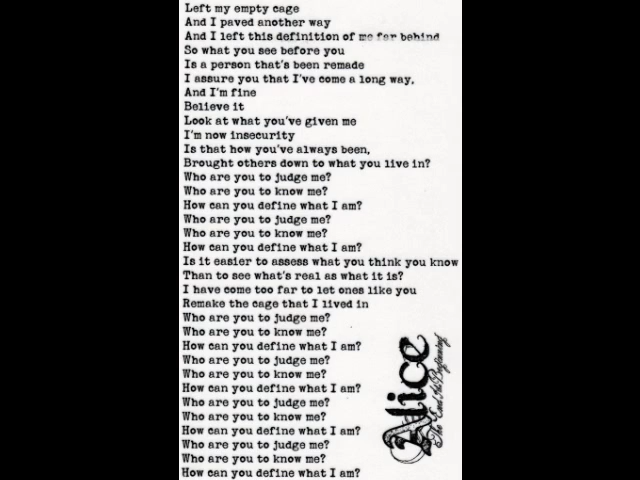 Left my empty cage
And I paved another way
And I left this definition of me far behind
So what you see before you
Is a person that's been remade
I assure you that I've come a long way,
And I'm fine
Believe it
Look at what you've given me
I'm now insecurity
Is that how you've always been,
Brought others down to what you live in?
Who are you to judge me?
Who are you to know me?
How can you define what I am?
Who are you to judge me?
Who are you to know me?
How can you define what I am?
Is it easier to assess what you think you know
Than to see what's real as what it is?
I have come too far to let ones like you
Remake the cage that I lived in
Who are you to judge me?
Who are you to know me?
How can you define what I am?
Who are you to judge me?
Who are you to know me?
How can you define what I am?
Who are you to judge me?
Who are you to know me?
How can you define what I am?
Who are you to judge me?
Who are you to know me?
How can you define what I am?
Alice
The End As Beginning